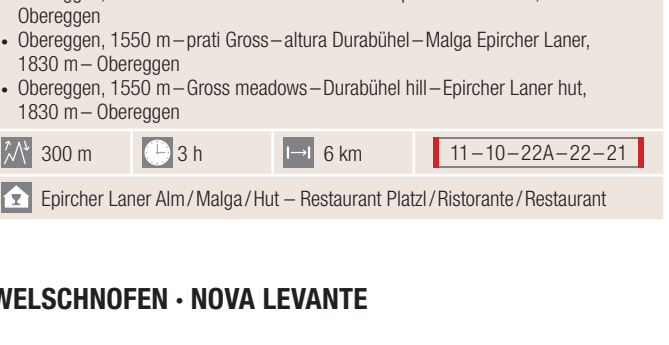 Obereggen
• Obereggen, 1550 m – prati Gross – altura Durabühel – Malga Epircher Laner,
1830 m – Obereggen
• Obereggen, 1550 m – Gross meadows – Durabühel hill – Epircher Laner hut,
1830 m – Obereggen
300 m 3 h 6 km 11 – 10 – 22A – 22 – 21
Epircher Laner Alm / Malga / Hut – Restaurant Platzl / Ristorante / Restaurant
WELSCHNOFEN · NOVA LEVANTE